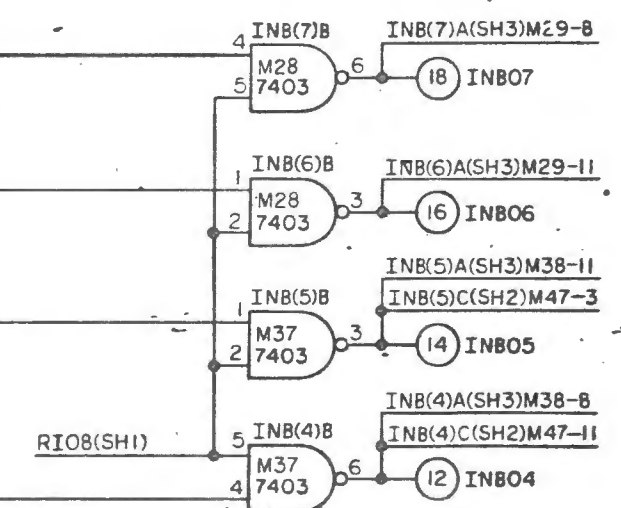 INB(7)B
INB(7)A(SH3)M29-8
4
M28
7403
6
5
18
INB07
INB(6)B
INB(6)A(SH3)M29-11
1
M28
7403
3
2
16
INB06
INB(5)A(SH3)M38-11
INB(5)B
INB(5)C(SH2)M47-3
1
M37
7403
3
2
14
INB05
INB(4)A(SH3)M38-8
INB(4)B
INB(4)C(SH2)M47-11
RIO8(SH1)
5
M37
7403
6
4
12
INB04